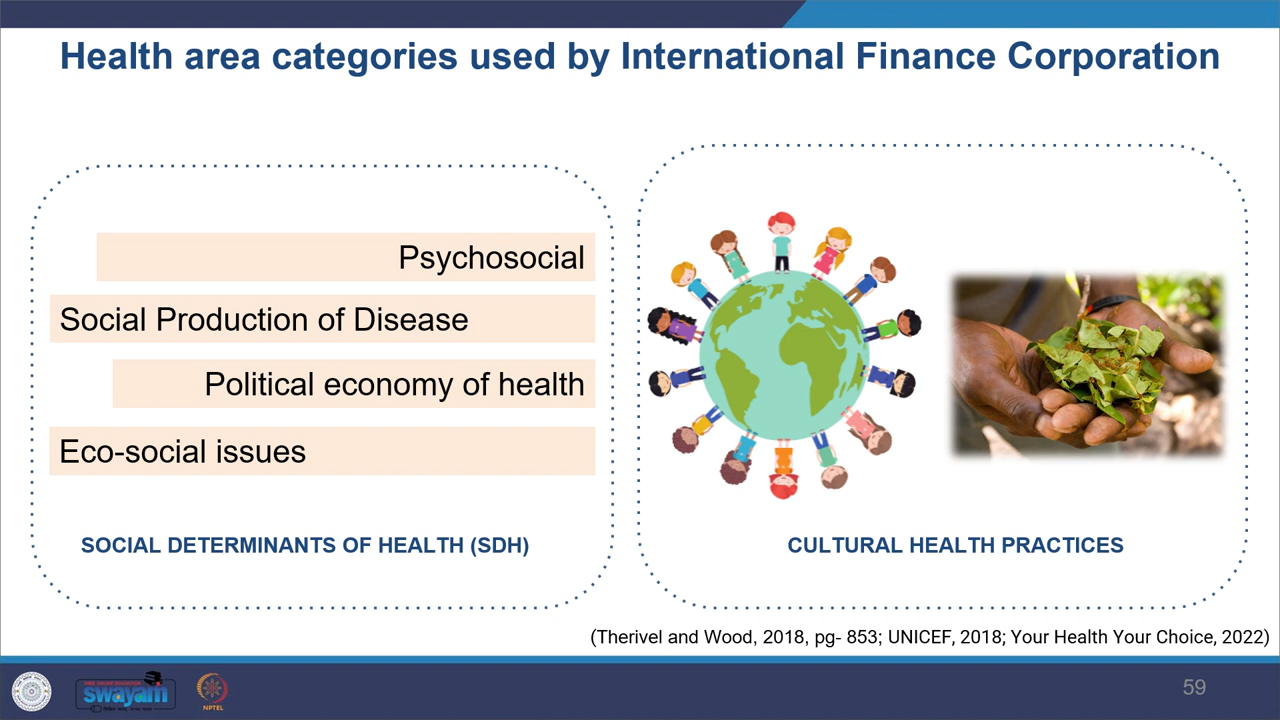 Health area categories used by International Finance Corporation
Psychosocial
Social Production of Disease
Political economy of health
Eco-social issues
SOCIAL DETERMINANTS OF HEALTH (SDH)
CULTURAL HEALTH PRACTICES
(Therivel and Wood, 2018, pg- 853; UNICEF, 2018; Your Health Your Choice, 2022)
swayam
NPTEL
59